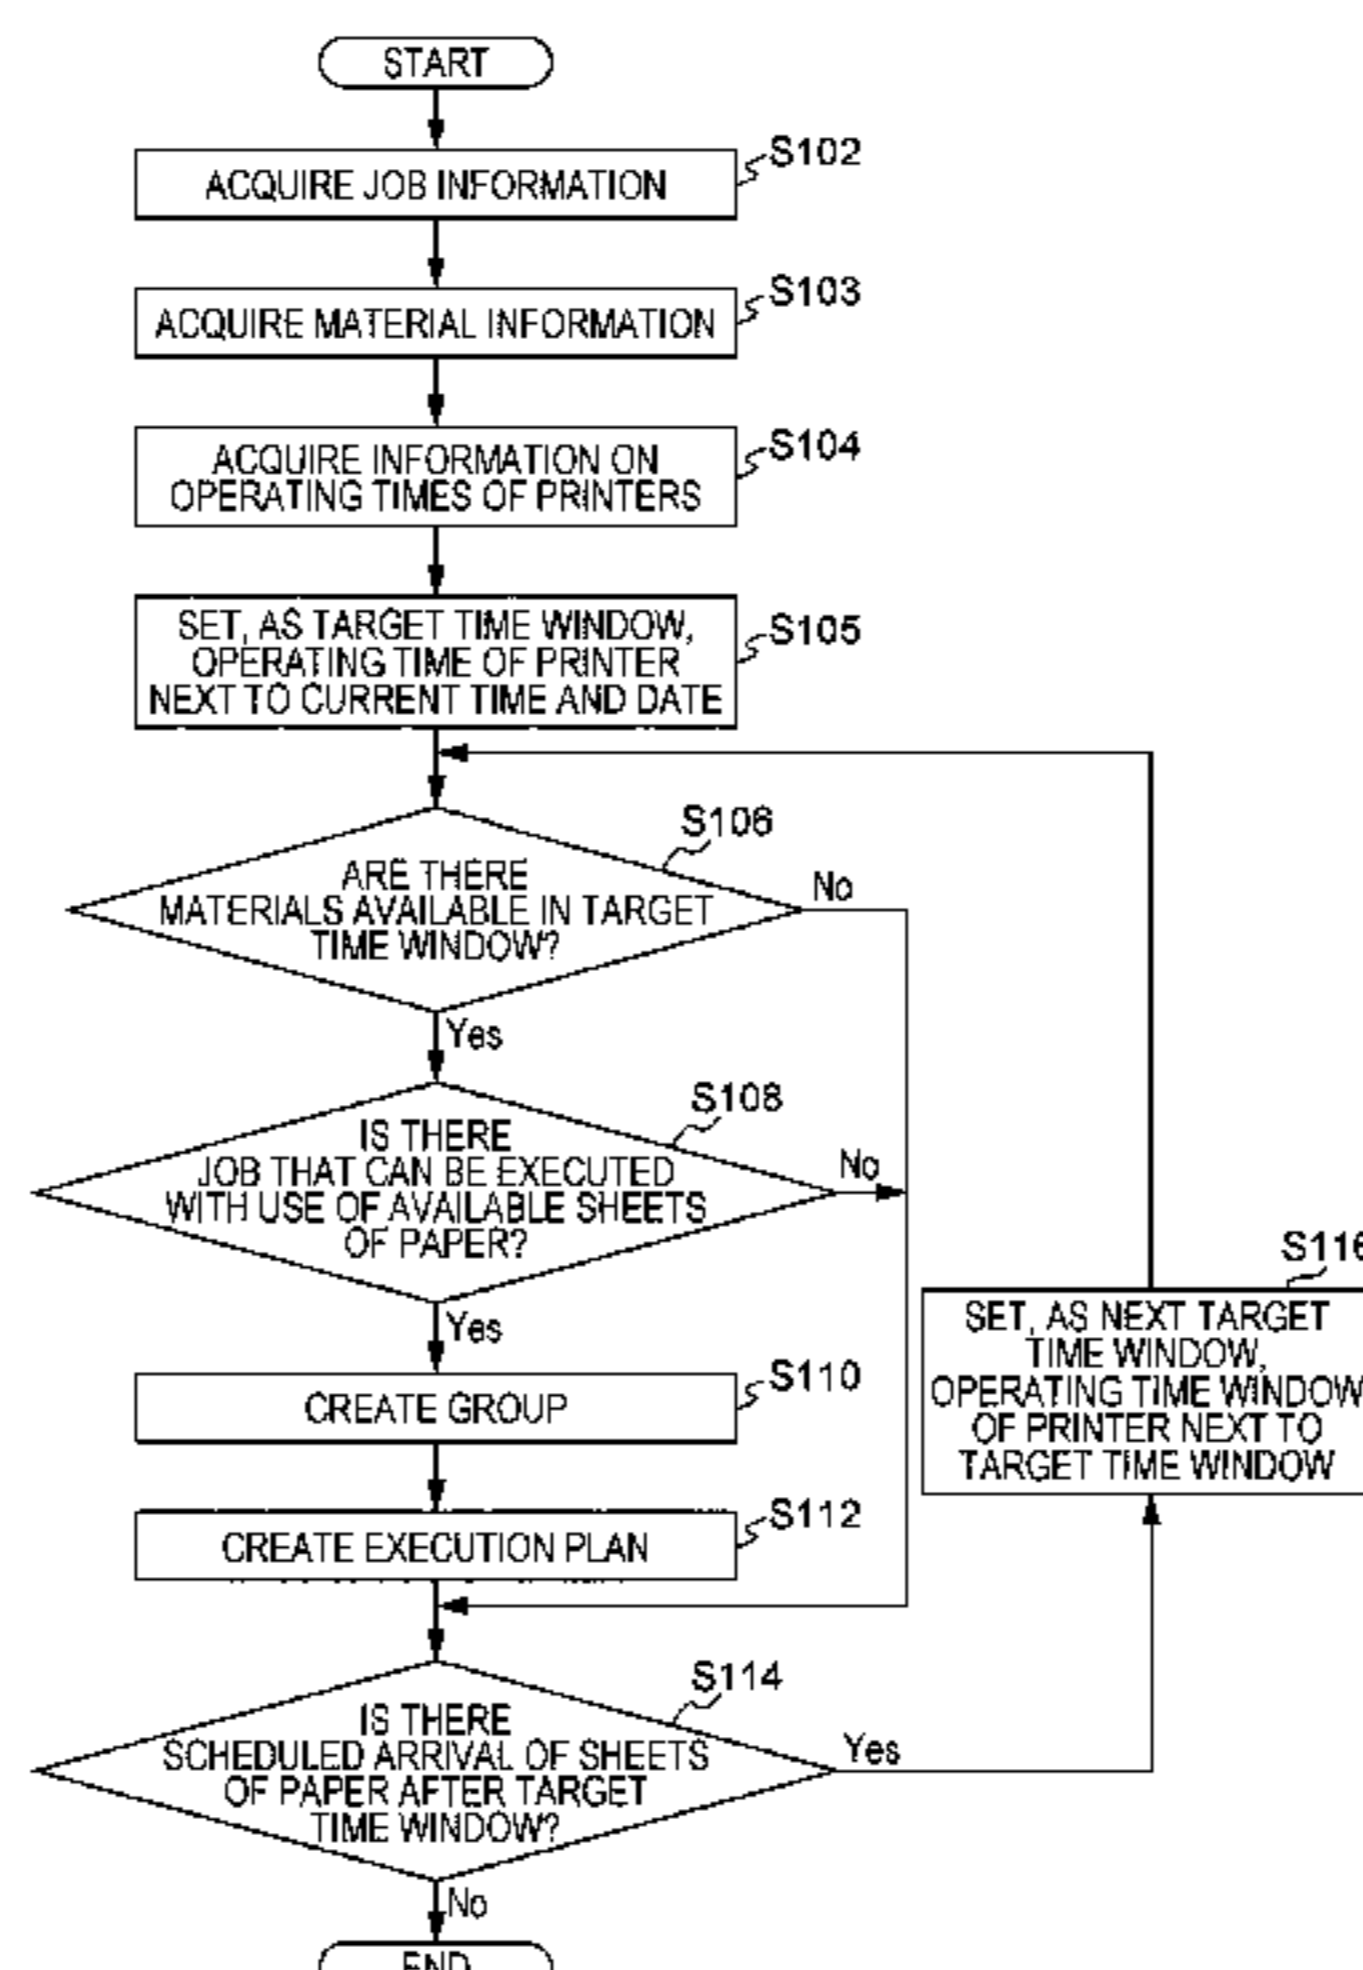 START
S102
ACQUIRE JOB INFORMATION
S103
ACQUIRE MATERIAL INFORMATION
S104
ACQUIRE INFORMATION ON
OPERATING TIMES OF PRINTERS
S105
SET, AS TARGET TIME WINDOW,
OPERATING TIME OF PRINTER
NEXT TO CURRENT TIME AND DATE
S106
ARE THERE
MATERIALS AVAILABLE IN TARGET
TIME WINDOW?
No
Yes
S108
IS THERE
JOB THAT CAN BE EXECUTED
WITH USE OF AVAILABLE SHEETS
OF PAPER?
No
Yes
S116
SET, AS NEXT TARGET
TIME WINDOW,
OPERATING TIME WINDOW
OF PRINTER NEXT TO
TARGET TIME WINDOW
S110
CREATE GROUP
S112
CREATE EXECUTION PLAN
S114
IS THERE
SCHEDULED ARRIVAL OF SHEETS
OF PAPER AFTER TARGET
TIME WINDOW?
Yes
No
END